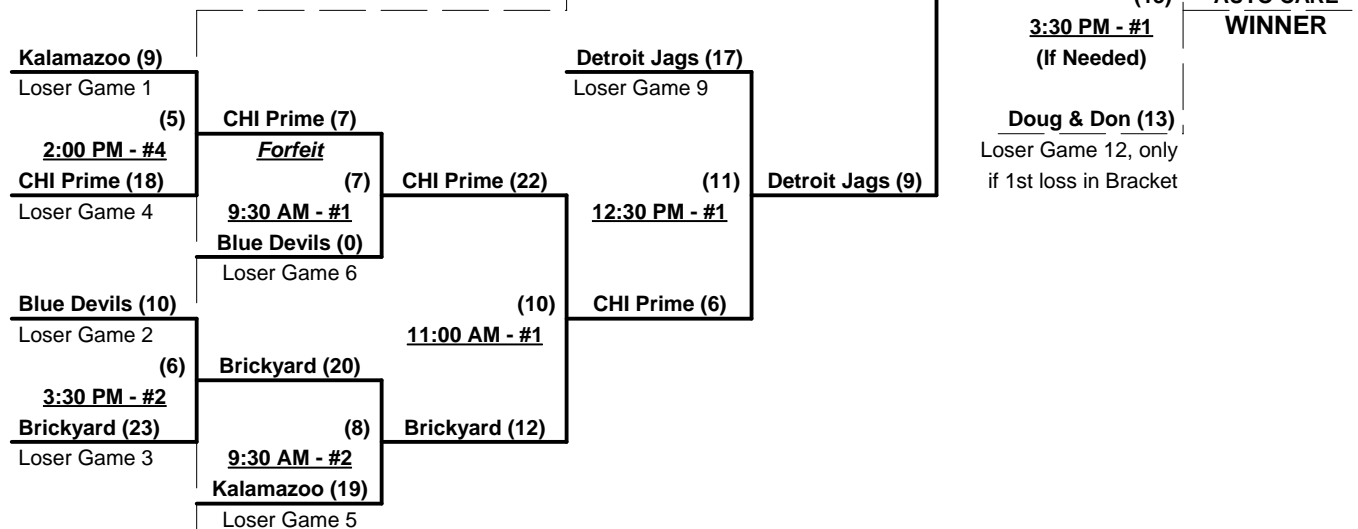 (13)
AUTO CARE
3:30 PM - #1
WINNER
(If Needed)
Kalamazoo (9)
Loser Game 1
(5)
2:00 PM - #4
CHI Prime (18)
Loser Game 4
CHI Prime (7)
Forfeit
(7)
9:30 AM - #1
Blue Devils (0)
Loser Game 6
CHI Prime (22)
Blue Devils (10)
Loser Game 2
(6)
3:30 PM - #2
Brickyard (23)
Loser Game 3
Brickyard (20)
(8)
9:30 AM - #2
Kalamazoo (19)
Loser Game 5
Brickyard (12)
(10)
11:00 AM - #1
Detroit Jags (17)
Loser Game 9
(11)
12:30 PM - #1
CHI Prime (6)
Detroit Jags (9)
Doug & Don (13)
Loser Game 12, only
if 1st loss in Bracket